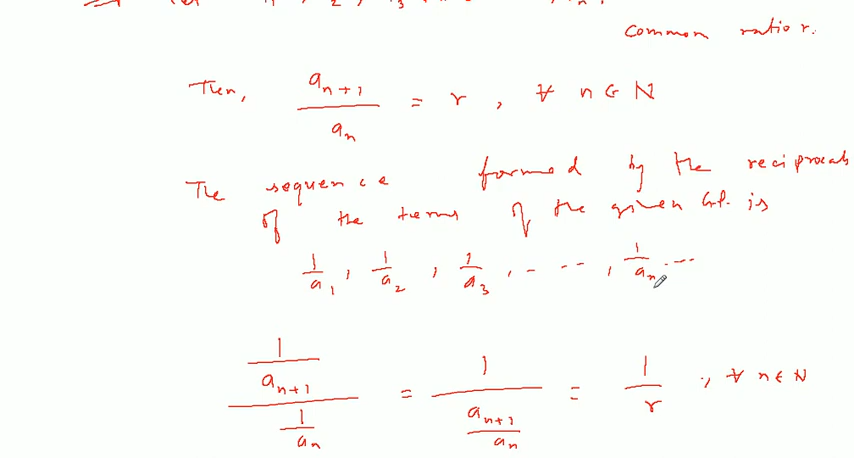 common ratio r.
Then, a_{n+1}/a_n = r, ∀ n ∈ N
The sequence formed by the reciprocals
of the terms of the given G.P. is
1/a_1, 1/a_2, 1/a_3, - - - -, 1/a_n ...
(1/a_{n+1})/(1/a_n) = 1/(a_{n+1}/a_n) = 1/r, ∀ n ∈ N